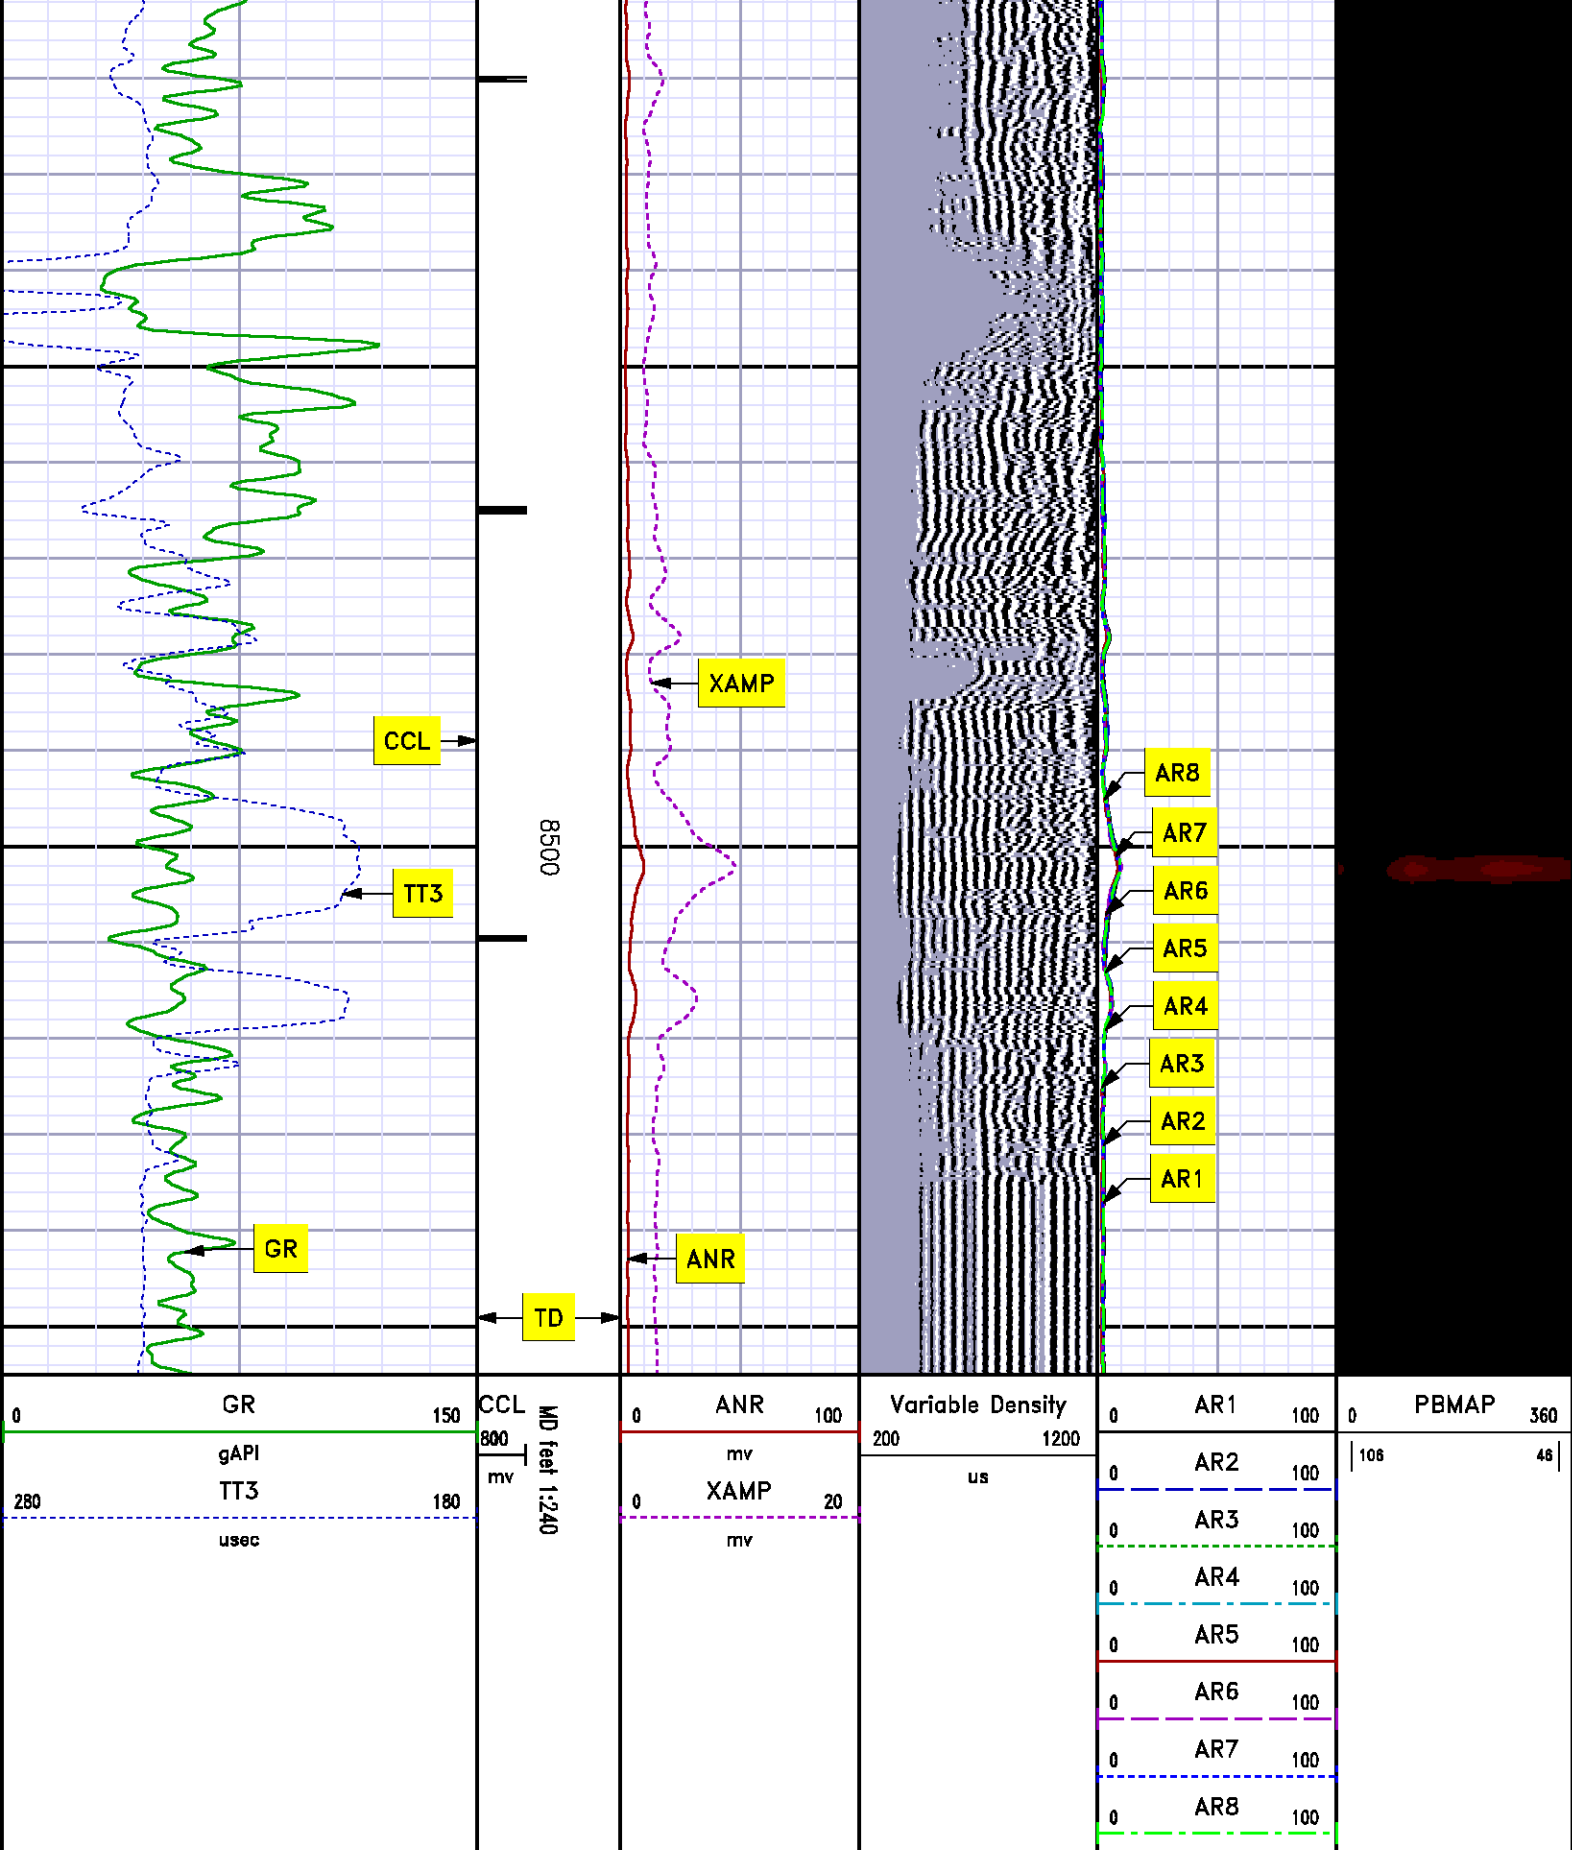 XAMP
CCL
AR8
8500
AR7
TT3
AR6
AR5
AR4
AR3
AR2
AR1
GR
ANR
TD
0 GR 150
gAPI
280 TT3 180
usec
CCL
mv
MD feet 1:240
0 ANR 100
mv
0 XAMP 20
mv
Variable Density
200 1200
us
0 AR1 100
0 AR2 100
0 AR3 100
0 AR4 100
0 AR5 100
0 AR6 100
0 AR7 100
0 AR8 100
0 PBMAP 360
106 46